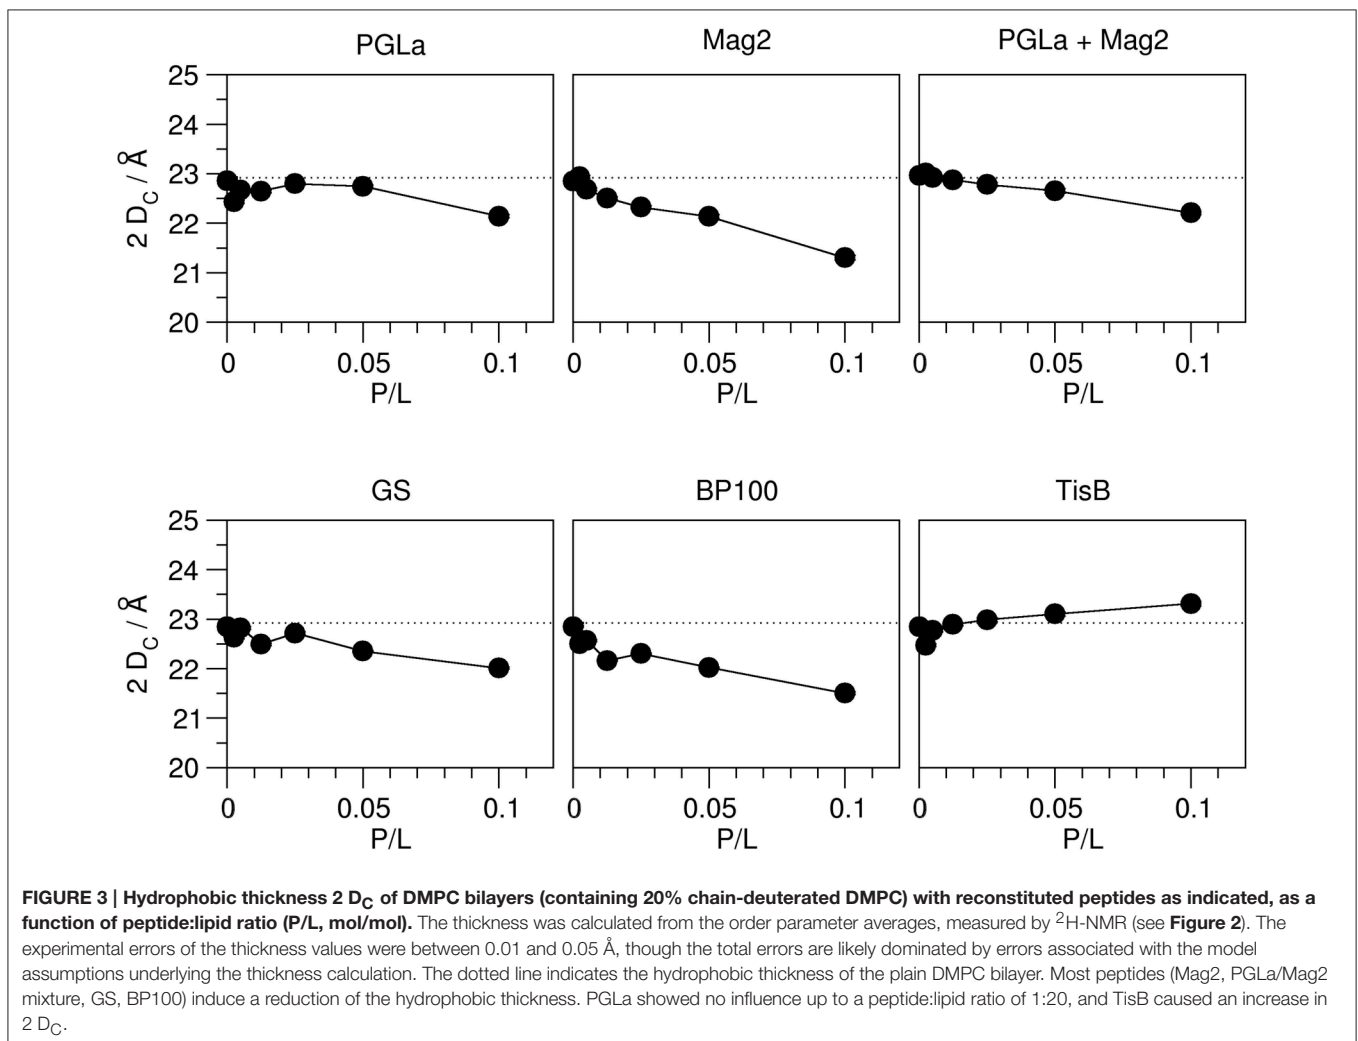 PGLa
Mag2
PGLa + Mag2
25
24
23
22
21
20
2 D_C / Å
0 0.05 0.1
0 0.05 0.1
0 0.05 0.1
P/L
P/L
P/L
GS
BP100
TisB
25
24
23
22
21
20
2 D_C / Å
0 0.05 0.1
0 0.05 0.1
0 0.05 0.1
P/L
P/L
P/L
FIGURE 3 | Hydrophobic thickness 2 D_C of DMPC bilayers (containing 20% chain-deuterated DMPC) with reconstituted peptides as indicated, as a
function of peptide:lipid ratio (P/L, mol/mol). The thickness was calculated from the order parameter averages, measured by ²H-NMR (see Figure 2). The
experimental errors of the thickness values were between 0.01 and 0.05 Å, though the total errors are likely dominated by errors associated with the model
assumptions underlying the thickness calculation. The dotted line indicates the hydrophobic thickness of the plain DMPC bilayer. Most peptides (Mag2, PGLa/Mag2
mixture, GS, BP100) induce a reduction of the hydrophobic thickness. PGLa showed no influence up to a peptide:lipid ratio of 1:20, and TisB caused an increase in
2 D_C.